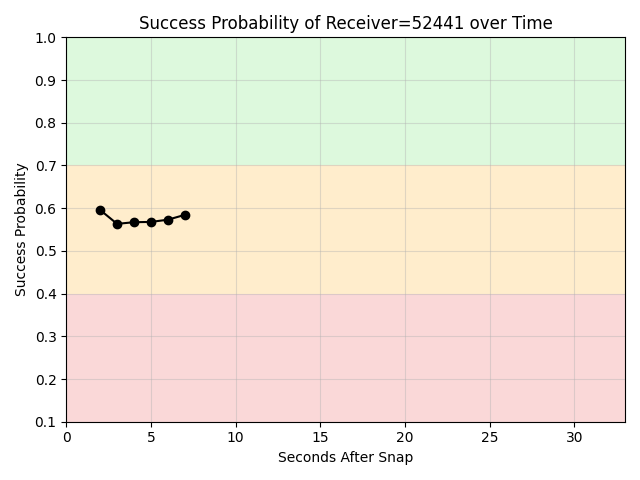 Success Probability of Receiver=52441 over Time
1.0
0.9
0.8
0.7
0.6
0.5
0.4
0.3
0.2
0.1
Success Probability
0 5 10 15 20 25 30
Seconds After Snap